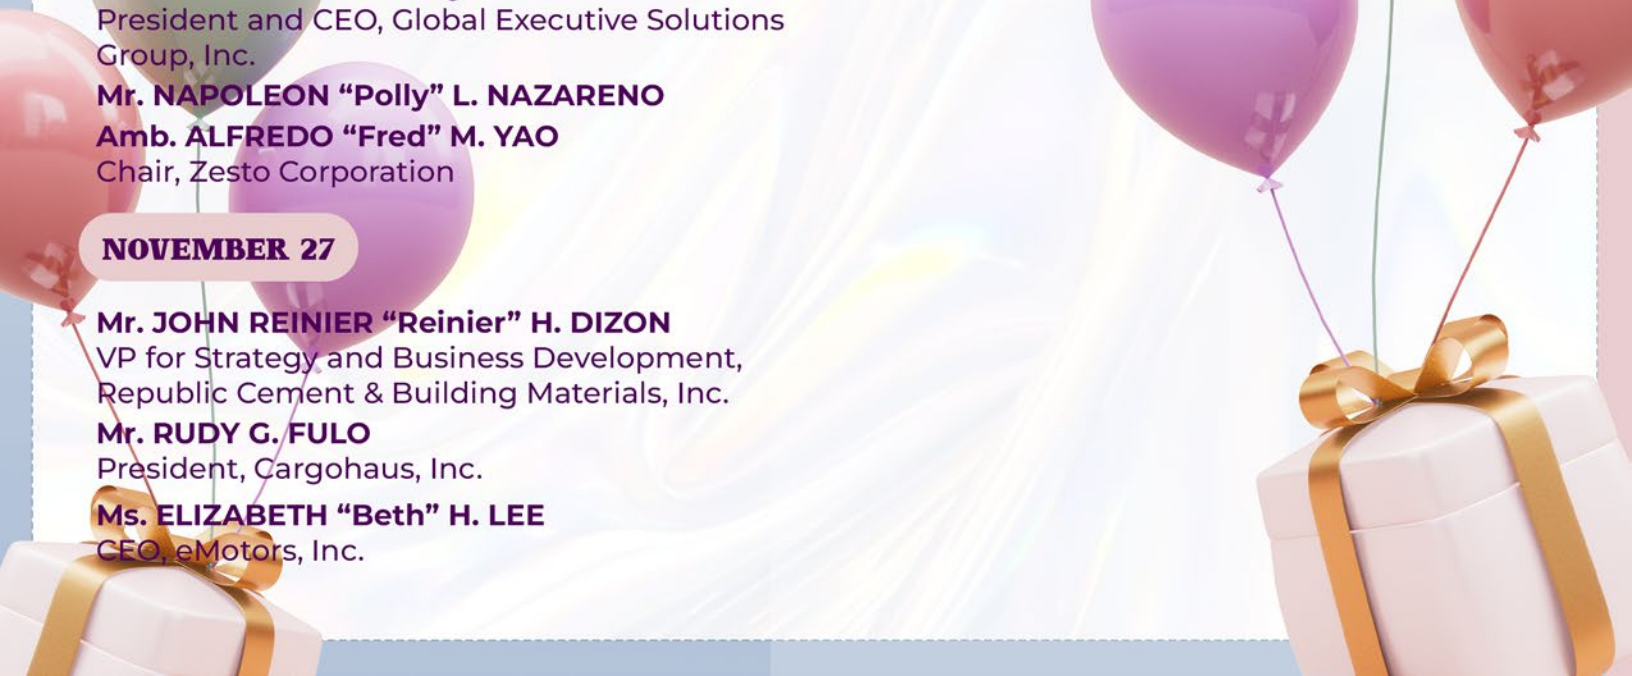 President and CEO, Global Executive Solutions
Group, Inc.
Mr. NAPOLEON “Polly” L. NAZARENO
Amb. ALFREDO “Fred” M. YAO
Chair, Zesto Corporation
NOVEMBER 27
Mr. JOHN REINIER “Reinier” H. DIZON
VP for Strategy and Business Development,
Republic Cement & Building Materials, Inc.
Mr. RUDY G. FULO
President, Cargohaus, Inc.
Ms. ELIZABETH “Beth” H. LEE
CEO, eMotors, Inc.